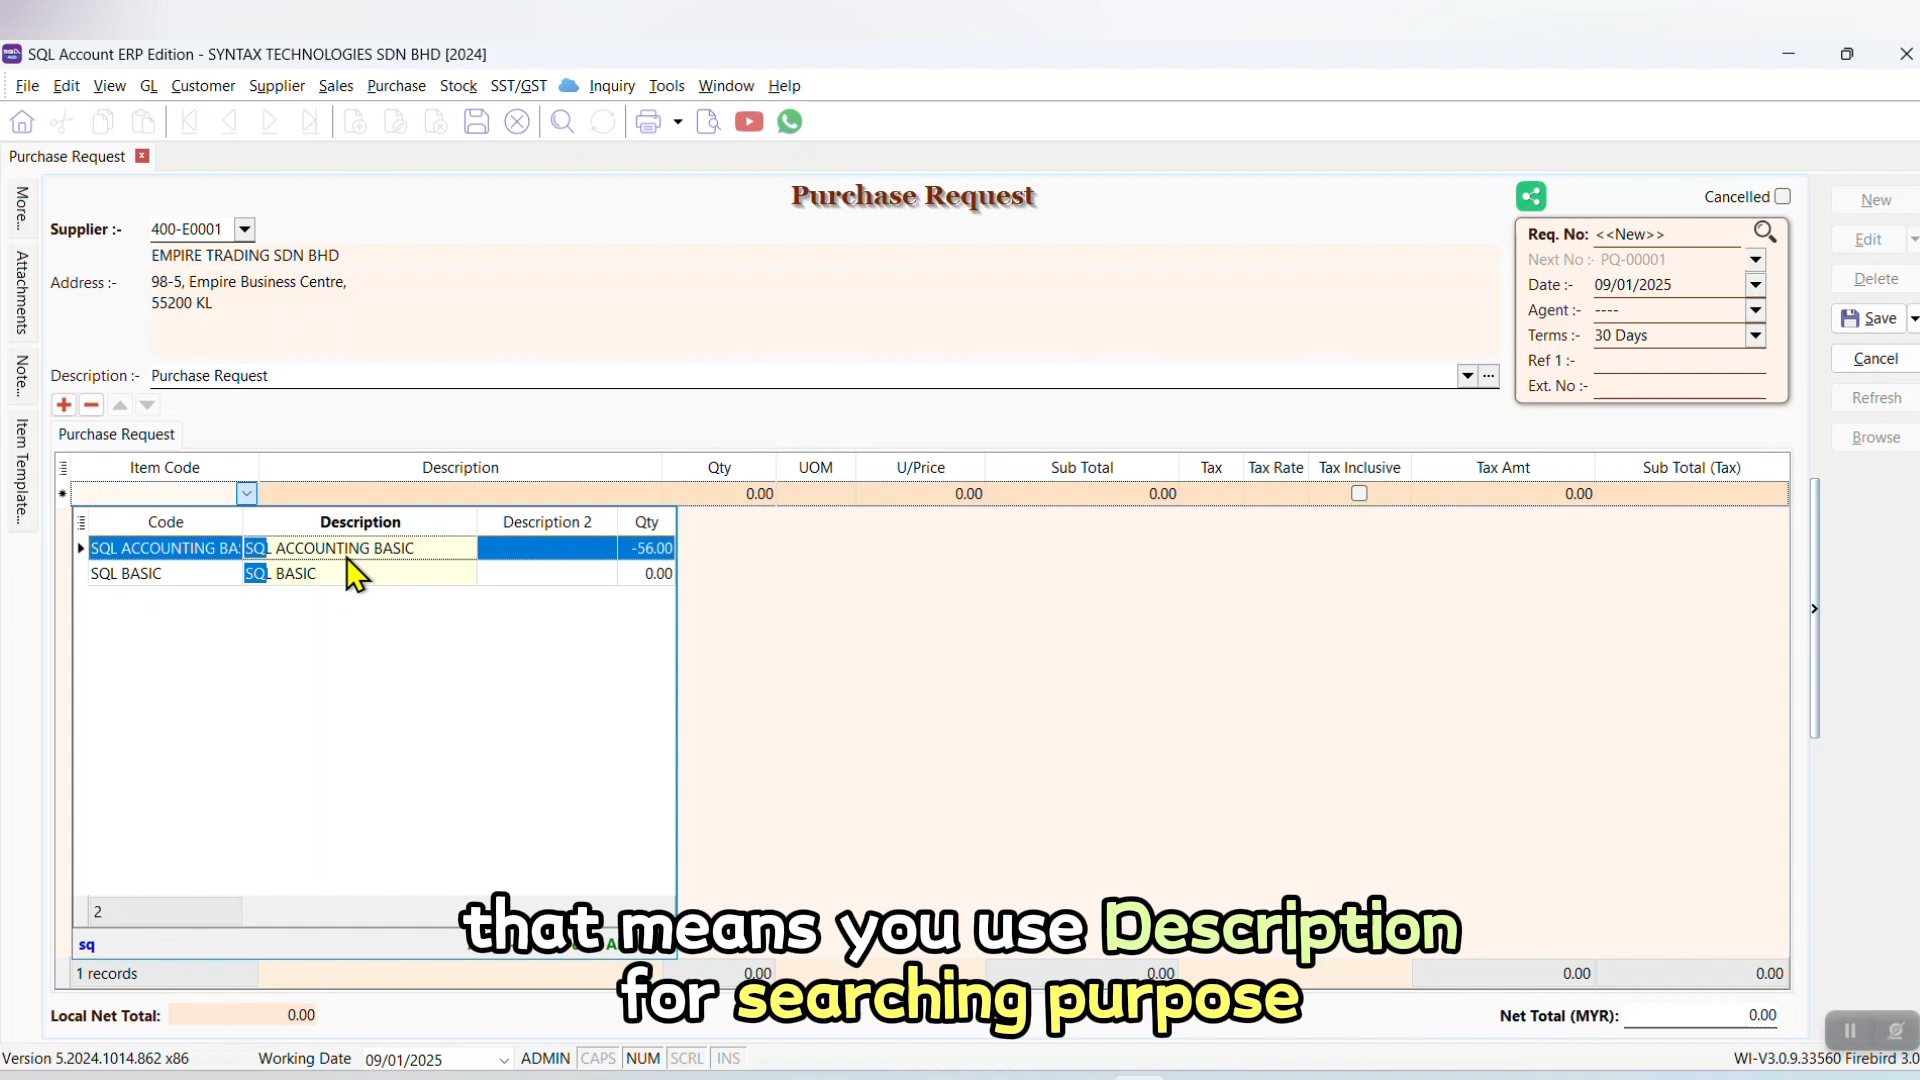 SQL Account ERP Edition - SYNTAX TECHNOLOGIES SDN BHD [2024]
File Edit View GL Customer Supplier Sales Purchase Stock SST/GST Inquiry Tools Window Help
Purchase Request
Purchase Request
Cancelled
More...
Attachments
Note...
Item Template...
Supplier :- 400-E0001
EMPIRE TRADING SDN BHD
Address :- 98-5, Empire Business Centre,
55200 KL
Description :- Purchase Request
Req. No: <<New>>
Next No :- PQ-00001
Date :- 09/01/2025
Agent :- ----
Terms :- 30 Days
Ref 1 :-
Ext. No :-
New
Edit
Delete
Save
Cancel
Refresh
Browse
Purchase Request
Item Code Description Qty UOM U/Price Sub Total Tax Tax Rate Tax Inclusive Tax Amt Sub Total (Tax)
0.00 0.00 0.00 0.00
Code Description Description 2 Qty
SQL ACCOUNTING BA SQL ACCOUNTING BASIC -56.00
SQL BASIC SQL BASIC 0.00
2
sq
1 records 0.00 0.00 0.00 0.00
that means you use Description
for searching purpose
Local Net Total: 0.00
Net Total (MYR): 0.00
Version 5.2024.1014.862 x86 Working Date 09/01/2025 ADMIN CAPS NUM SCRL INS WI-V3.0.9.33560 Firebird 3.0